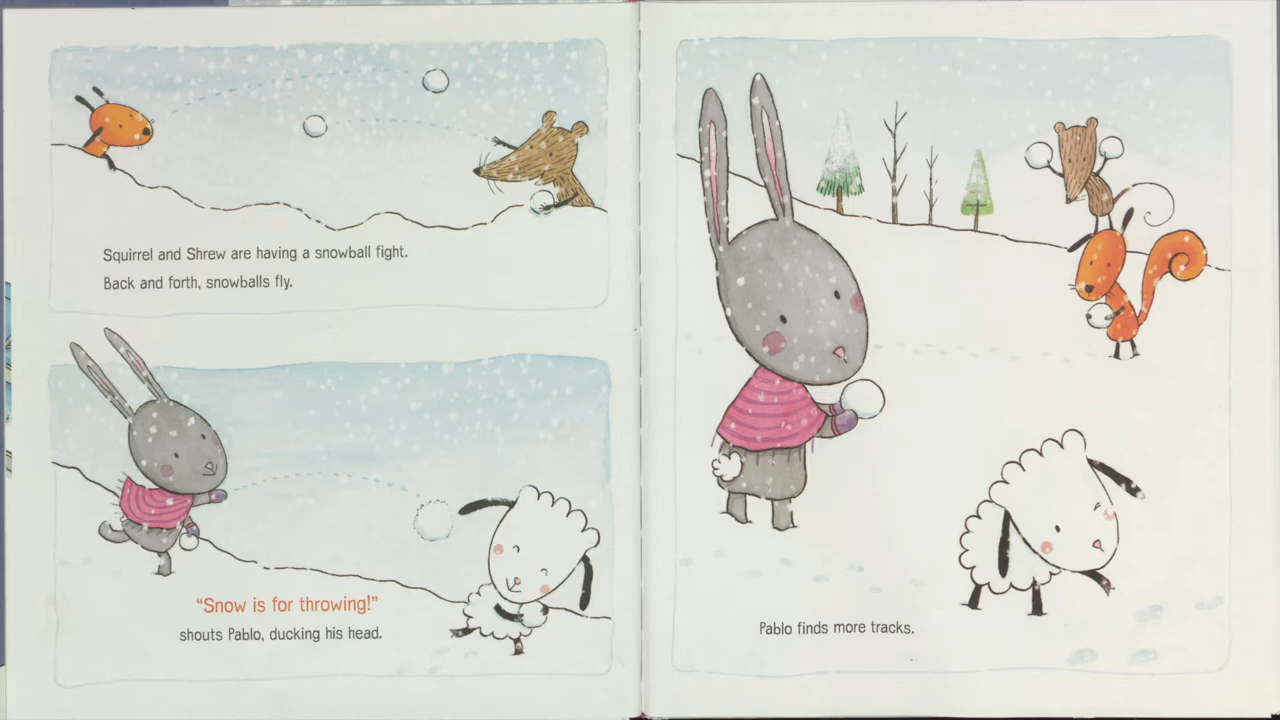 Squirrel and Shrew are having a snowball fight.
Back and forth, snowballs fly.
“Snow is for throwing!”
shouts Pablo, ducking his head.
Pablo finds more tracks.